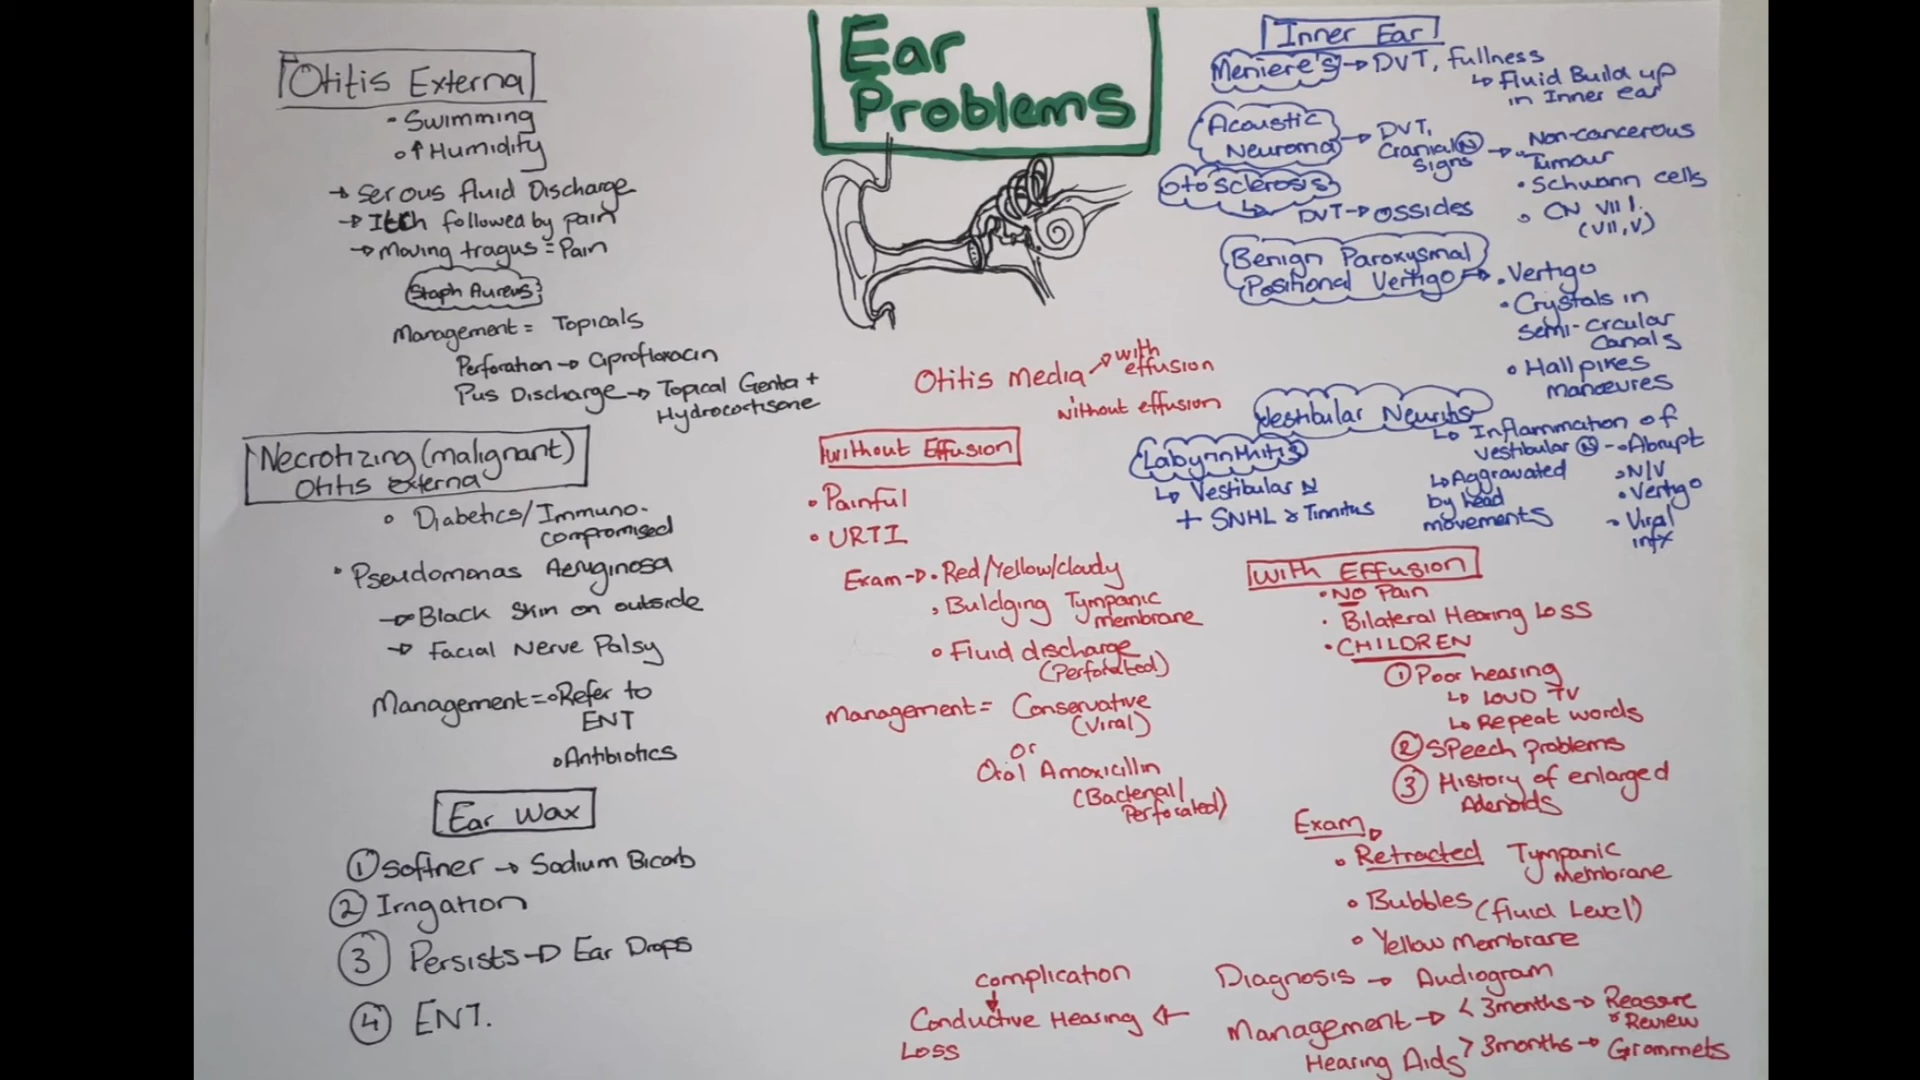 Ear
Problems
Otitis Externa
- Swimming
• ↑ Humidity
→ Serous fluid Discharge
→ Itch followed by pain
→ Moving tragus = Pain
Staph Aureus
Management = Topicals
Perforation → Ciprofloxacin
Pus Discharge → Topical Genta +
Hydrocortisone
Necrotizing (malignant)
Otitis externa
• Diabetics/Immuno-
compromised
• Pseudomonas Aeruginosa
→ Black Skin on outside
→ Facial Nerve Palsy
Management = • Refer to
ENT
• Antibiotics
Ear Wax
① Softner → Sodium Bicarb
② Irrigation
③ Persists → Ear Drops
④ ENT.
Otitis Media → with
effusion
without effusion
without Effusion
• Painful
• URTI
Exam → • Red/Yellow/cloudy
• Buldging Tympanic
membrane
• Fluid discharge
(Perforated)
Management = Conservative
(Viral)
or
Oral Amoxicillin
(Bacterial/
Perforated)
Inner Ear
Meniere's → DVT, fullness
↳ Fluid Build up
in Inner ear
Acoustic
Neuroma → DVT,
Cranial Ⓝ
Signs → Non-cancerous
Tumour
• Schwann cells
• CN VIII
(VII, V)
Otosclerosis
↳ DVT → ossicles
Benign Paroxysmal
Positional Vertigo → • Vertigo
• Crystals in
semi-crcular
canals
• Hallpikes
manœuvres
Vestibular Neuritis
↳ Inflammation of
vestibular Ⓝ - • Abrupt
• N/V
• Vertigo
• Viral
infx
↳ Aggravated
by head
movements
Labyrinthitis
↳ Vestibular N
+ SNHL & Tinnitus
With Effusion
• NO Pain
• Bilateral Hearing Loss
• CHILDREN
① Poor hearing
↳ LOUD TV
↳ Repeat words
② Speech problems
③ History of enlarged
Adenoids
Exam
• Retracted Tympanic
membrane
• Bubbles (fluid Level)
• Yellow membrane
Diagnosis → Audiogram
Management → < 3months → Reassure
& Review
> 3months → Grommets
Hearing Aids
complication
↓
Conductive Hearing ←
Loss